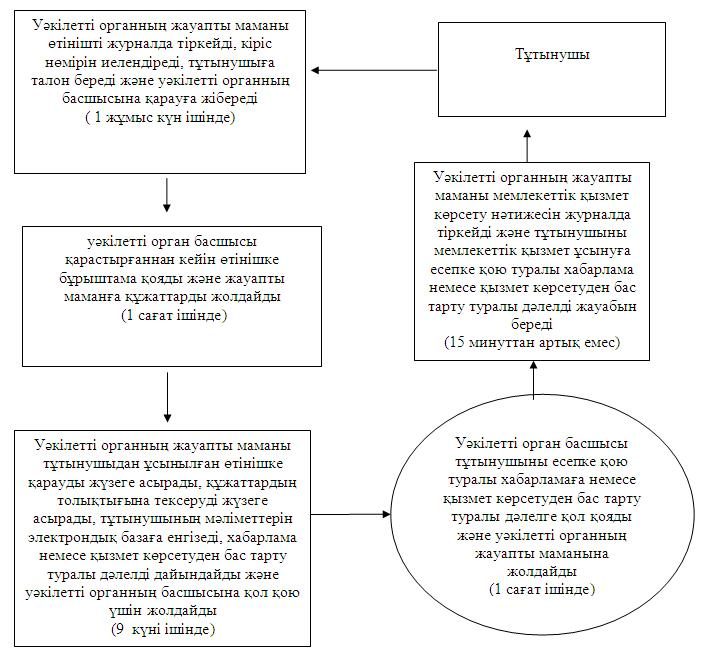 Уәкілетті органның жауапты маманы
өтінішті журналда тіркейді, кіріс
нөмірін иелендіреді, тұтынушыға
талон береді және уәкілетті органның
басшысына қарауға жібереді
( 1 жұмыс күн ішінде)
Тұтынушы
уәкілетті орган басшысы
қарастырғаннан кейін өтінішке
бұрыштама қояды және жауапты
маманға құжаттарды жолдайды
(1 сағат ішінде)
Уәкілетті органның жауапты
маманы мемлекеттік қызмет
көрсету нәтижесін журналда
тіркейді және тұтынушыны
мемлекеттік қызмет ұсынуға
есепке қою туралы хабарлама
немесе қызмет көрсетуден бас
тарту туралы дәлелді жауабын
береді
(15 минуттан артық емес)
Уәкілетті органның жауапты маманы
тұтынушыдан ұсынылған өтінішке
қарауды жүзеге асырады, құжаттардың
толықтығына тексеруді жүзеге
асырады, тұтынушының мәліметтерін
электрондық базаға енгізеді, хабарлама
немесе қызмет көрсетуден бас тарту
туралы дәлелді дайындайды және
уәкілетті органның басшысына қол қою
үшін жолдайды
(9 күні ішінде)
Уәкілетті орган басшысы
тұтынушыны есепке қою
туралы хабарламаға немесе
қызмет көрсетуден бас тарту
туралы дәлелге қол қояды
және уәкілетті органның
жауапты маманына
жолдайды
(1 сағат ішінде)